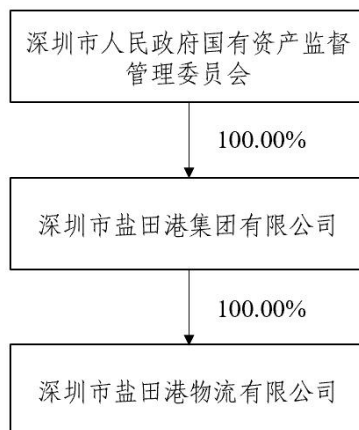 深圳市人民政府国有资产监督
管理委员会
100.00%
深圳市盐田港集团有限公司
100.00%
深圳市盐田港物流有限公司